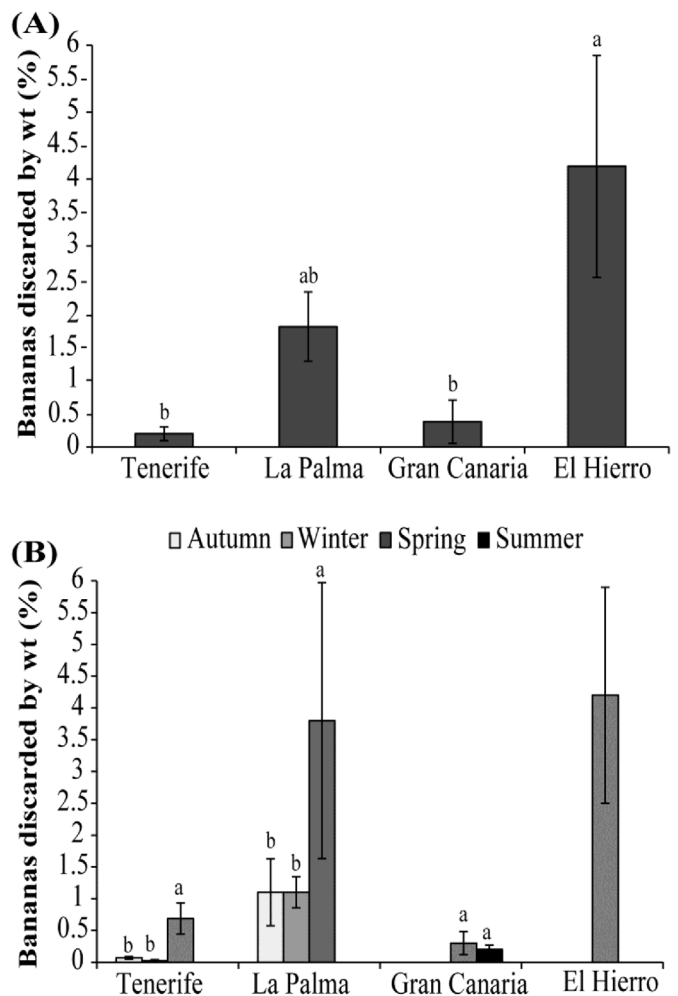 (A)
Bananas discarded by wt (%)
6
5.5-
5
4.5-
4
3.5-
3
2.5-
2
1.5-
1
0.5
0
b
ab
b
a
Tenerife La Palma Gran Canaria El Hierro
(B)
Autumn Winter Spring Summer
Bananas discarded by wt (%)
6
5.5
5
4.5
4
3.5
3
2.5
2
1.5
1
0.5
0
b b a
b b a
a a
Tenerife La Palma Gran Canaria El Hierro